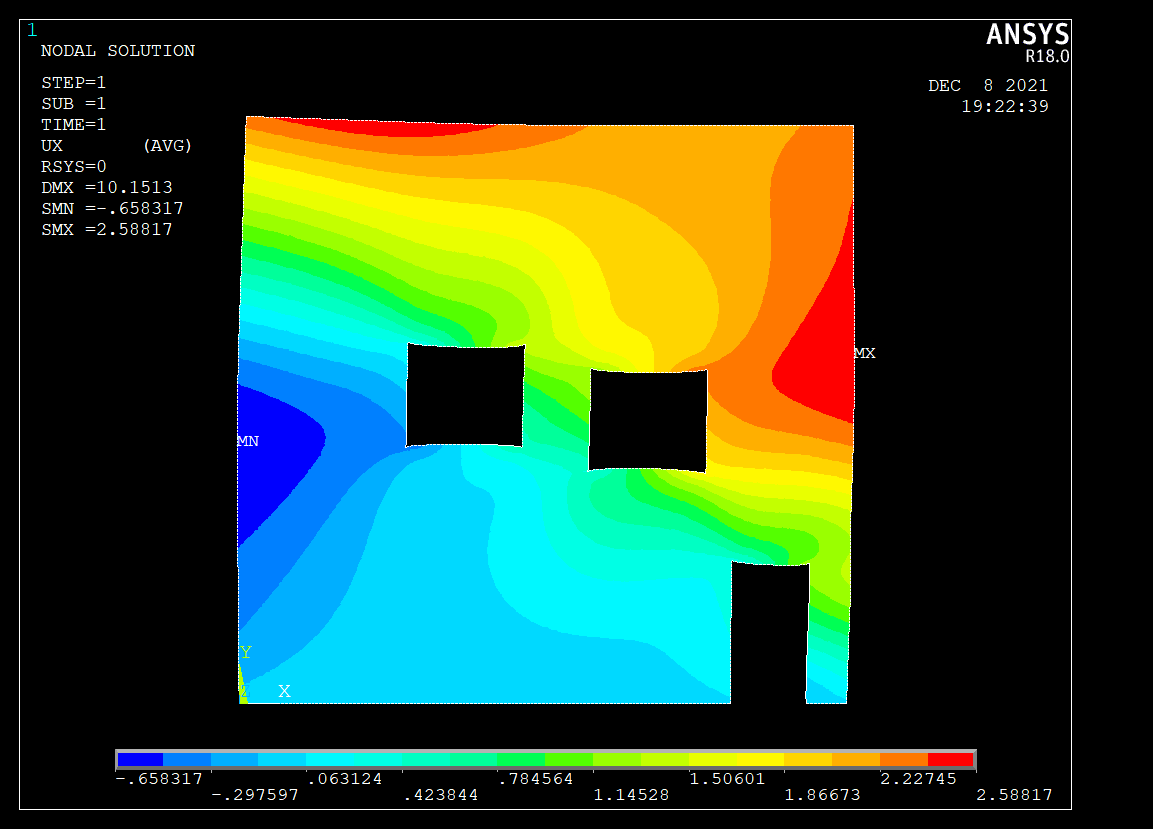 1
ANSYS
R18.0
NODAL SOLUTION
STEP=1
SUB =1
TIME=1
UX (AVG)
RSYS=0
DMX =10.1513
SMN =-.658317
SMX =2.58817
DEC 8 2021
19:22:39
MX
MN
Y
Z X
-.658317 .063124 .784564 1.50601 2.22745
-.297597 .423844 1.14528 1.86673 2.58817